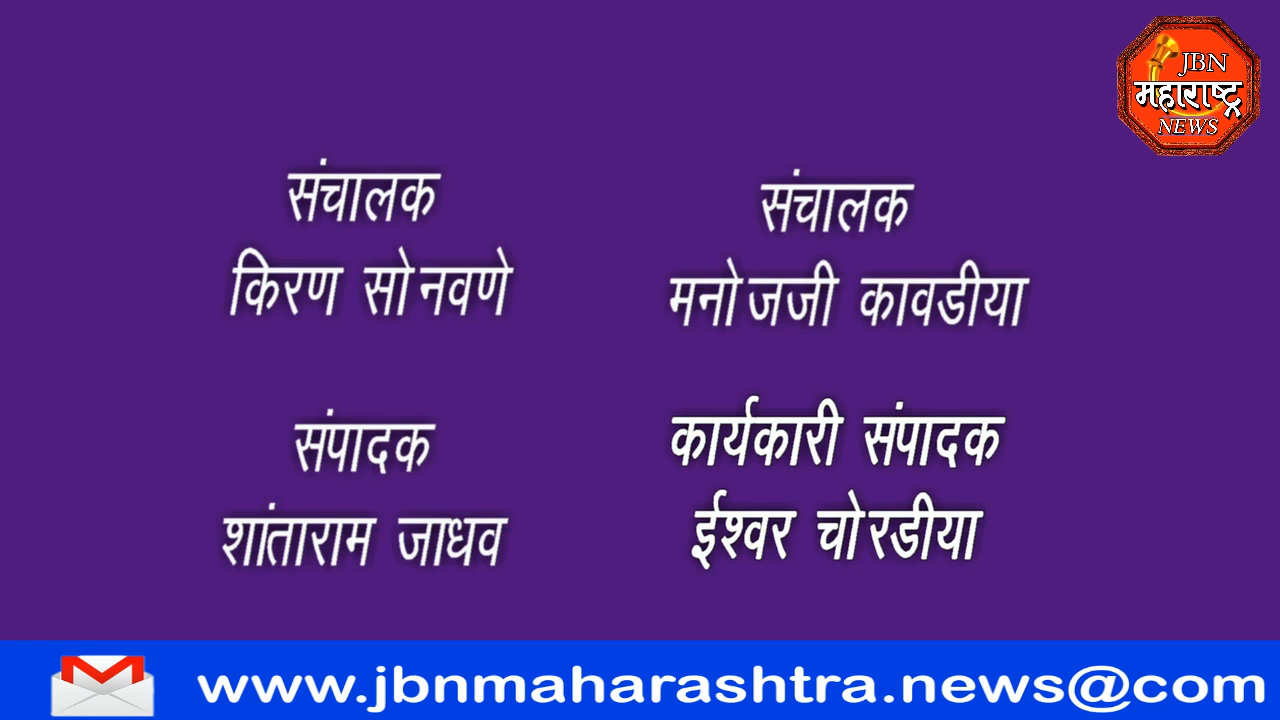 JBN
महाराष्ट्र
NEWS
संचालक
किरण सोनवणे
संचालक
मनोजजी कावडीया
संपादक
शांताराम जाधव
कार्यकारी संपादक
ईश्वर चोरडीया
www.jbnmaharashtra.news@com